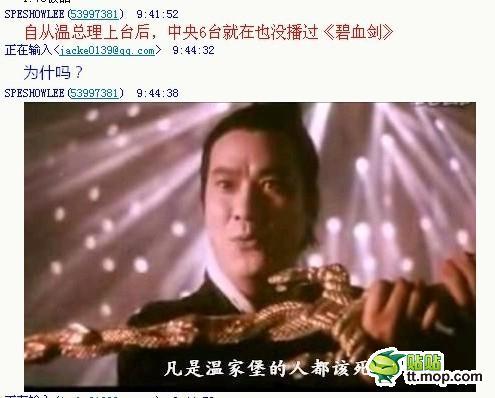 SPESHOWLEE(53997381)  9:41:52
自从温总理上台后，中央6台就在也没播过《碧血剑》
正在输入<jacke0139@qq.com>  9:44:32
为什吗？
SPESHOWLEE(53997381)  9:44:38
凡是温家堡的人都该死
贴贴
tt.mop.com